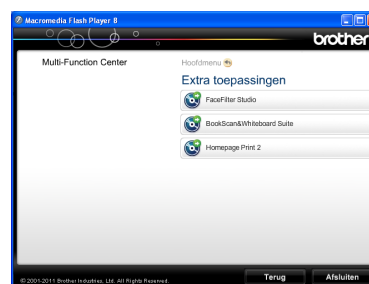 Macromedia Flash Player 8
brother
Multi-Function Center
Hoofdmenu
Extra toepassingen
FaceFilter Studio
BookScan&Whiteboard Suite
Homepage Print 2
© 2001-2011 Brother Industries, Ltd. All Rights Reserved.
Terug
Afsluiten